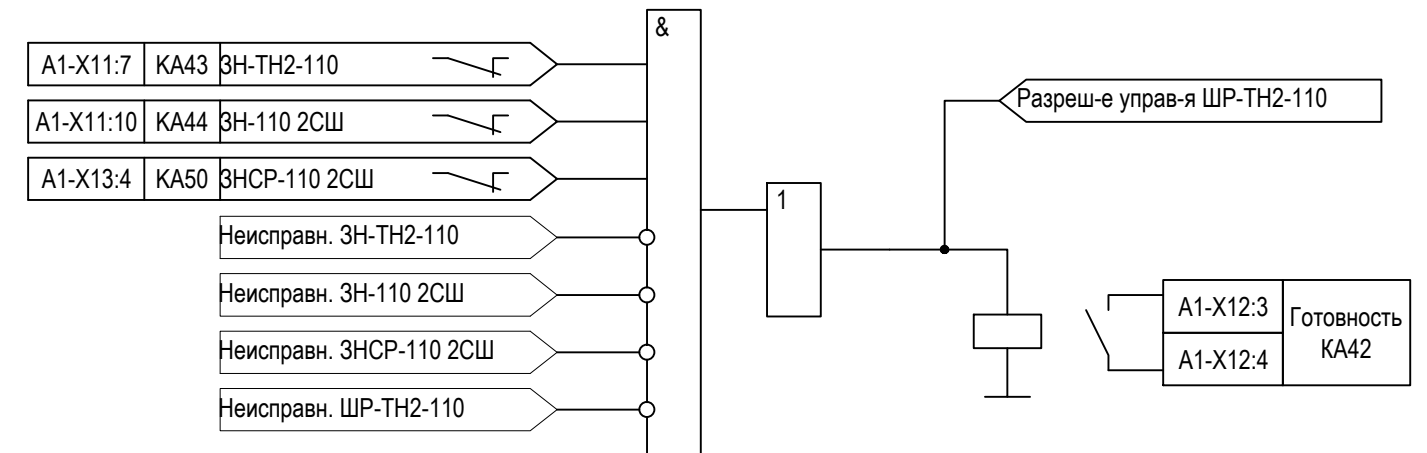 &
A1-X11:7 KA43 ЗН-ТН2-110
A1-X11:10 KA44 ЗН-110 2СШ
A1-X13:4 KA50 ЗНСР-110 2СШ
Неисправн. ЗН-ТН2-110
Неисправн. ЗН-110 2СШ
Неисправн. ЗНСР-110 2СШ
Неисправн. ШР-ТН2-110
1
Разреш-е управ-я ШР-ТН2-110
A1-X12:3
A1-X12:4
Готовность
КА42